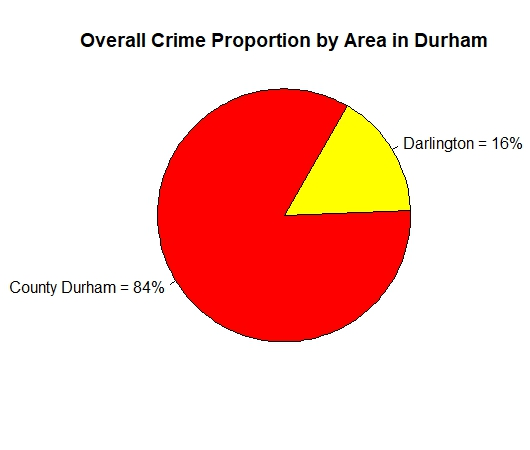 Overall Crime Proportion by Area in Durham
Darlington = 16%
County Durham = 84%